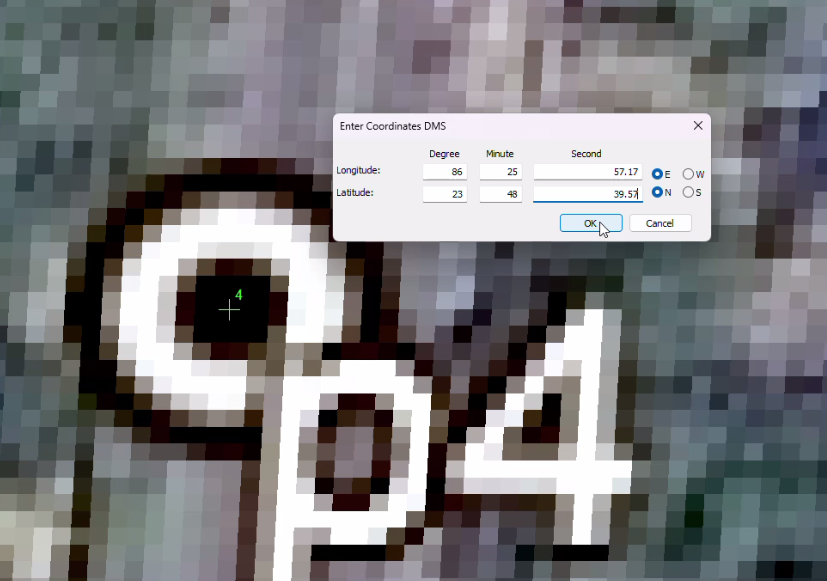 Enter Coordinates DMS
Degree Minute Second
Longitude: 86 25 57.17 E W
Latitude: 23 48 39.57 N S
OK Cancel
4
p4